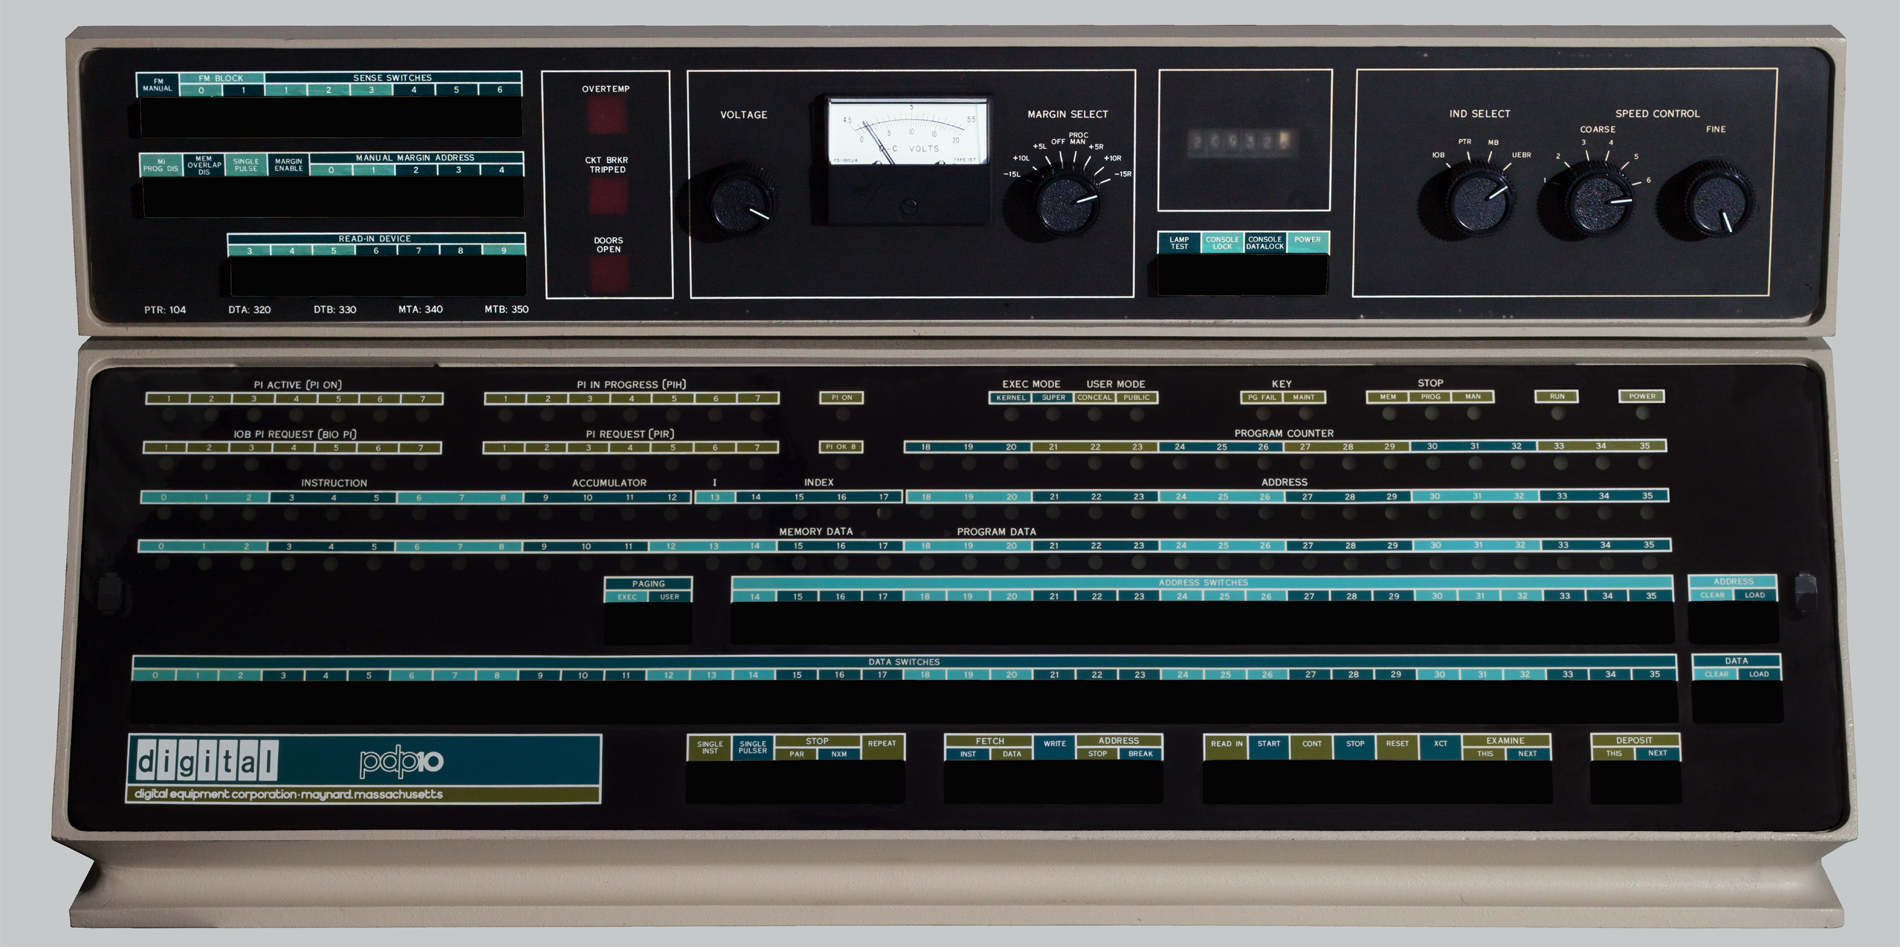 FM MANUAL
FM BLOCK SENSE SWITCHES
0 1 1 2 3 4 5 6
MI PROG DIS
MEM OVERLAP DIS
SINGLE PULSE
MARGIN ENABLE
MANUAL MARGIN ADDRESS
0 1 2 3 4
READ-IN DEVICE
3 4 5 6 7 8 9
PTR: 104 DTA: 320 DTB: 330 MTA: 340 MTB: 350
OVERTEMP
CKT BRKR
TRIPPED
DOORS
OPEN
VOLTAGE
4.5 5 5.5
0 5 10 15 20
D-C VOLTS
MARGIN SELECT
-15L +10L +5L OFF PROC MAN +5R +10R -15R
LAMP TEST
CONSOLE LOCK
CONSOLE DATALOCK
POWER
IND SELECT
IOB PTR MB UEBR
SPEED CONTROL
COARSE FINE
1 2 3 4 5 6
PI ACTIVE (PI ON)
1 2 3 4 5 6 7
PI IN PROGRESS (PIH)
1 2 3 4 5 6 7
PI ON
EXEC MODE USER MODE
KERNEL SUPER CONCEAL PUBLIC
KEY
PG FAIL MAINT
STOP
MEM PROG MAN
RUN
POWER
IOB PI REQUEST (BIO PI)
1 2 3 4 5 6 7
PI REQUEST (PIR)
1 2 3 4 5 6 7
PI OK 8
PROGRAM COUNTER
18 19 20 21 22 23 24 25 26 27 28 29 30 31 32 33 34 35
INSTRUCTION ACCUMULATOR I INDEX ADDRESS
0 1 2 3 4 5 6 7 8 9 10 11 12 13 14 15 16 17 18 19 20 21 22 23 24 25 26 27 28 29 30 31 32 33 34 35
MEMORY DATA PROGRAM DATA
0 1 2 3 4 5 6 7 8 9 10 11 12 13 14 15 16 17 18 19 20 21 22 23 24 25 26 27 28 29 30 31 32 33 34 35
PAGING
EXEC USER
ADDRESS SWITCHES
14 15 16 17 18 19 20 21 22 23 24 25 26 27 28 29 30 31 32 33 34 35
ADDRESS
CLEAR LOAD
DATA SWITCHES
0 1 2 3 4 5 6 7 8 9 10 11 12 13 14 15 16 17 18 19 20 21 22 23 24 25 26 27 28 29 30 31 32 33 34 35
DATA
CLEAR LOAD
digital pdp10
digital equipment corporation·maynard, massachusetts
SINGLE INST
SINGLE PULSER
STOP
PAR NXM
REPEAT
FETCH
INST DATA
WRITE
ADDRESS
STOP BREAK
READ IN START CONT STOP RESET XCT
EXAMINE
THIS NEXT
DEPOSIT
THIS NEXT